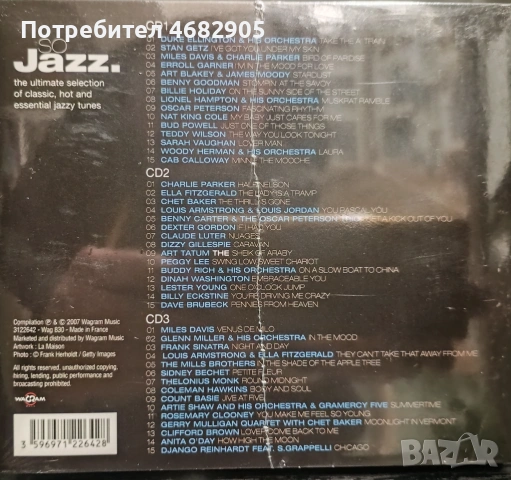 Потребител 4682905
so
Jazz.
the ultimate selection
of classic, hot and
essential jazzy tunes
CD1
DUKE ELLINGTON & HIS ORCHESTRA TAKE THE A TRAIN
02 STAN GETZ I'VE GOT YOU UNDER MY SKIN
03 MILES DAVIS & CHARLIE PARKER BIRD OF PARDISE
04 ERROLL GARNER I'M IN THE MOOD FOR LOVE
05 ART BLAKEY & JAMES MOODY STARDUST
06 BENNY GOODMAN STOMPIN' AT THE SAVOY
07 BILLIE HOLIDAY ON THE SUNNY SIDE OF THE STREET
08 LIONEL HAMPTON & HIS ORCHESTRA MUSKRAT RAMBLE
09 OSCAR PETERSON FASCINATING RHYTHM
10 NAT KING COLE MY BABY JUST CARES FOR ME
11 BUD POWELL JUST ONE OF THOSE THINGS
12 TEDDY WILSON THE WAY YOU LOOK TONIGHT
13 SARAH VAUGHAN LOVER MAN
14 WOODY HERMAN & HIS ORCHESTRA LAURA
15 CAB CALLOWAY MINNIE THE MOOCHE
CD2
01 CHARLIE PARKER HALF NELSON
02 ELLA FITZGERALD THE LADY IS A TRAMP
03 CHET BAKER THE THRILL IS GONE
04 LOUIS ARMSTRONG & LOUIS JORDAN YOU RASCAL YOU
05 BENNY CARTER & THE OSCAR PETERSON GET A KICK OUT OF YOU
06 DEXTER GORDON IF I HAD YOU
07 CLAUDE LUTER NUAGES
08 DIZZY GILLESPIE CARAVAN
09 ART TATUM THE SHEIK OF ARABY
10 PEGGY LEE SWING LOW SWEET CHARIOT
11 BUDDY RICH & HIS ORCHESTRA ON A SLOW BOAT TO CHINA
12 DINAH WASHINGTON EMBRACEABLE YOU
13 LESTER YOUNG ONE O'CLOCK JUMP
14 BILLY ECKSTINE YOU'RE DRIVING ME CRAZY
15 DAVE BRUBECK PENNIES FROM HEAVEN
CD3
01 MILES DAVIS VENUS DE MILO
02 GLENN MILLER & HIS ORCHESTRA IN THE MOOD
03 FRANK SINATRA NIGHT AND DAY
04 LOUIS ARMSTRONG & ELLA FITZGERALD THEY CAN'T TAKE THAT AWAY FROM ME
05 THE MILLS BROTHERS IN THE SHADE OF THE APPLE TREE
06 SIDNEY BECHET PETITE FLEUR
07 THELONIUS MONK ROUND MIDNIGHT
08 COLEMAN HAWKINS BODY AND SOUL
09 COUNT BASIE JIVE AT FIVE
10 ARTIE SHAW AND HIS ORCHESTRA & GRAMERCY FIVE SUMMERTIME
11 ROSEMARY CLOONEY YOU MAKE ME FEEL SO YOUNG
12 GERRY MULLIGAN QUARTET WITH CHET BAKER MOONLIGHT IN VERMONT
13 CLIFFORD BROWN LOVER COME BACK TO ME
14 ANITA O'DAY HOW HIGH THE MOON
15 DJANGO REINHARDT FEAT. S.GRAPPELLI CHICAGO
Compilation ℗ & © 2007 Wagram Music
3122642 - Wag 830 - Made in France
Marketed and distributed by Wagram Music
Artwork : La Maison
Photo : © Frank Herholdt / Getty Images
All rights reserved, unauthorized copying,
hiring, lending, public performance and
broadcasting prohibited.
WAGRAM
3 596971 226428
BAZAR